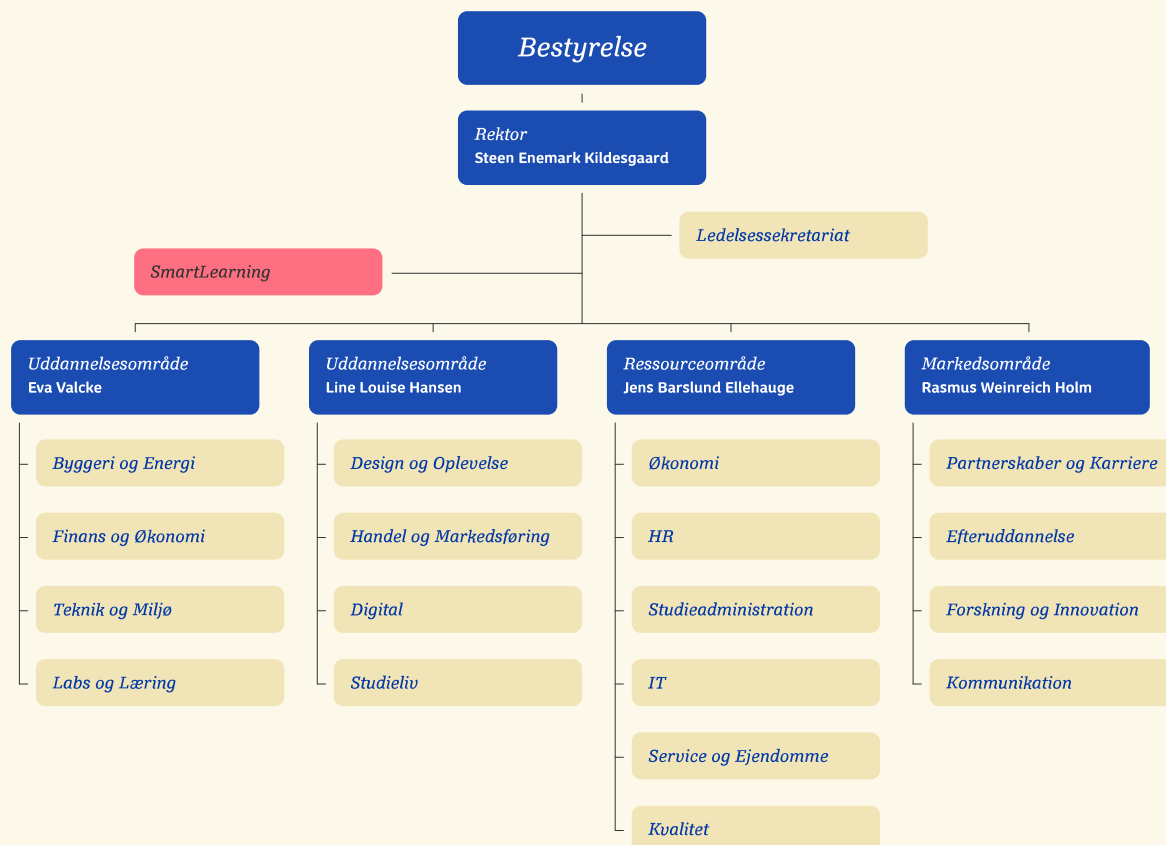 Bestyrelse
Rektor
Steen Enemark Kildesgaard
Ledelsessekretariat
SmartLearning
Uddannelsesområde
Eva Valcke
Byggeri og Energi
Finans og Økonomi
Teknik og Miljø
Labs og Læring
Uddannelsesområde
Line Louise Hansen
Design og Oplevelse
Handel og Markedsføring
Digital
Studieliv
Ressourceområde
Jens Barslund Ellehauge
Økonomi
HR
Studieadministration
IT
Service og Ejendomme
Kvalitet
Markedsområde
Rasmus Weinreich Holm
Partnerskaber og Karriere
Efteruddannelse
Forskning og Innovation
Kommunikation